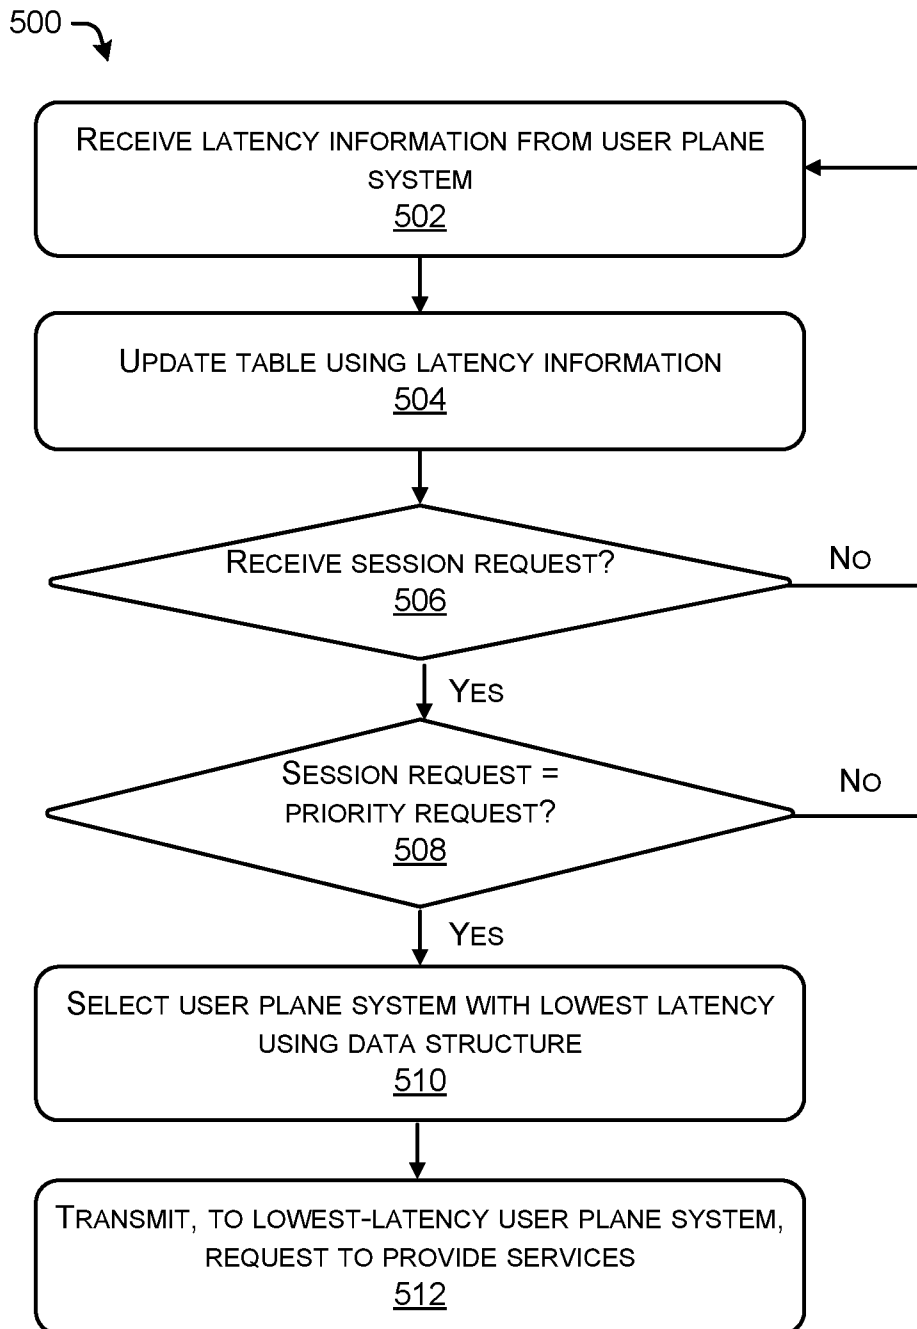 500
RECEIVE LATENCY INFORMATION FROM USER PLANE
SYSTEM
502
UPDATE TABLE USING LATENCY INFORMATION
504
RECEIVE SESSION REQUEST?
506
NO
YES
SESSION REQUEST =
PRIORITY REQUEST?
508
NO
YES
SELECT USER PLANE SYSTEM WITH LOWEST LATENCY
USING DATA STRUCTURE
510
TRANSMIT, TO LOWEST-LATENCY USER PLANE SYSTEM,
REQUEST TO PROVIDE SERVICES
512